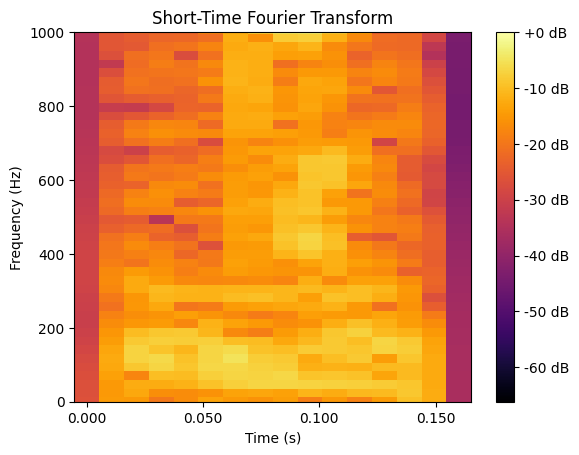 Short-Time Fourier Transform
1000
800
600
400
200
0
Frequency (Hz)
0.000
0.050
0.100
0.150
Time (s)
+0 dB
-10 dB
-20 dB
-30 dB
-40 dB
-50 dB
-60 dB